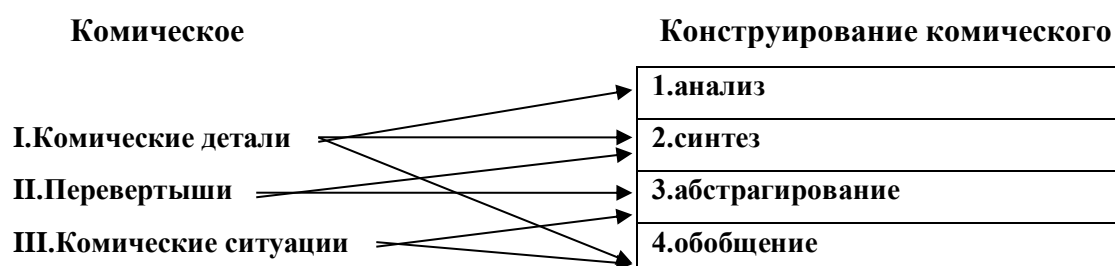 Комическое
Конструирование комического
1.анализ
I.Комические детали
2.синтез
II.Перевертыши
3.абстрагирование
III.Комические ситуации
4.обобщение